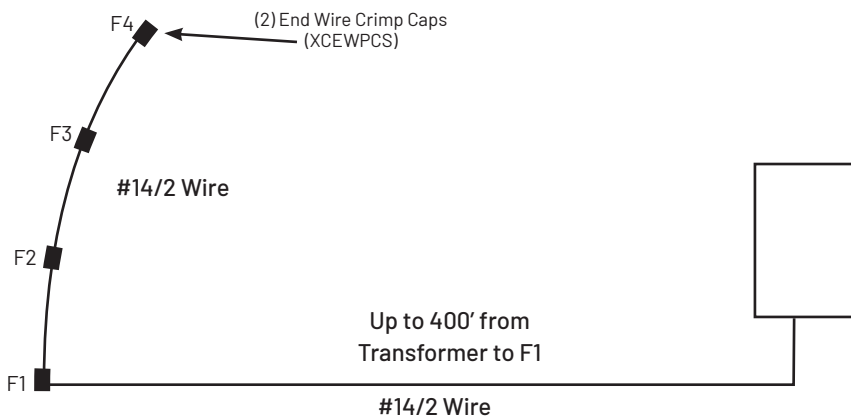 F4
(2) End Wire Crimp Caps
(XCEWPCS)
F3
#14/2 Wire
F2
Up to 400’ from
Transformer to F1
F1
#14/2 Wire